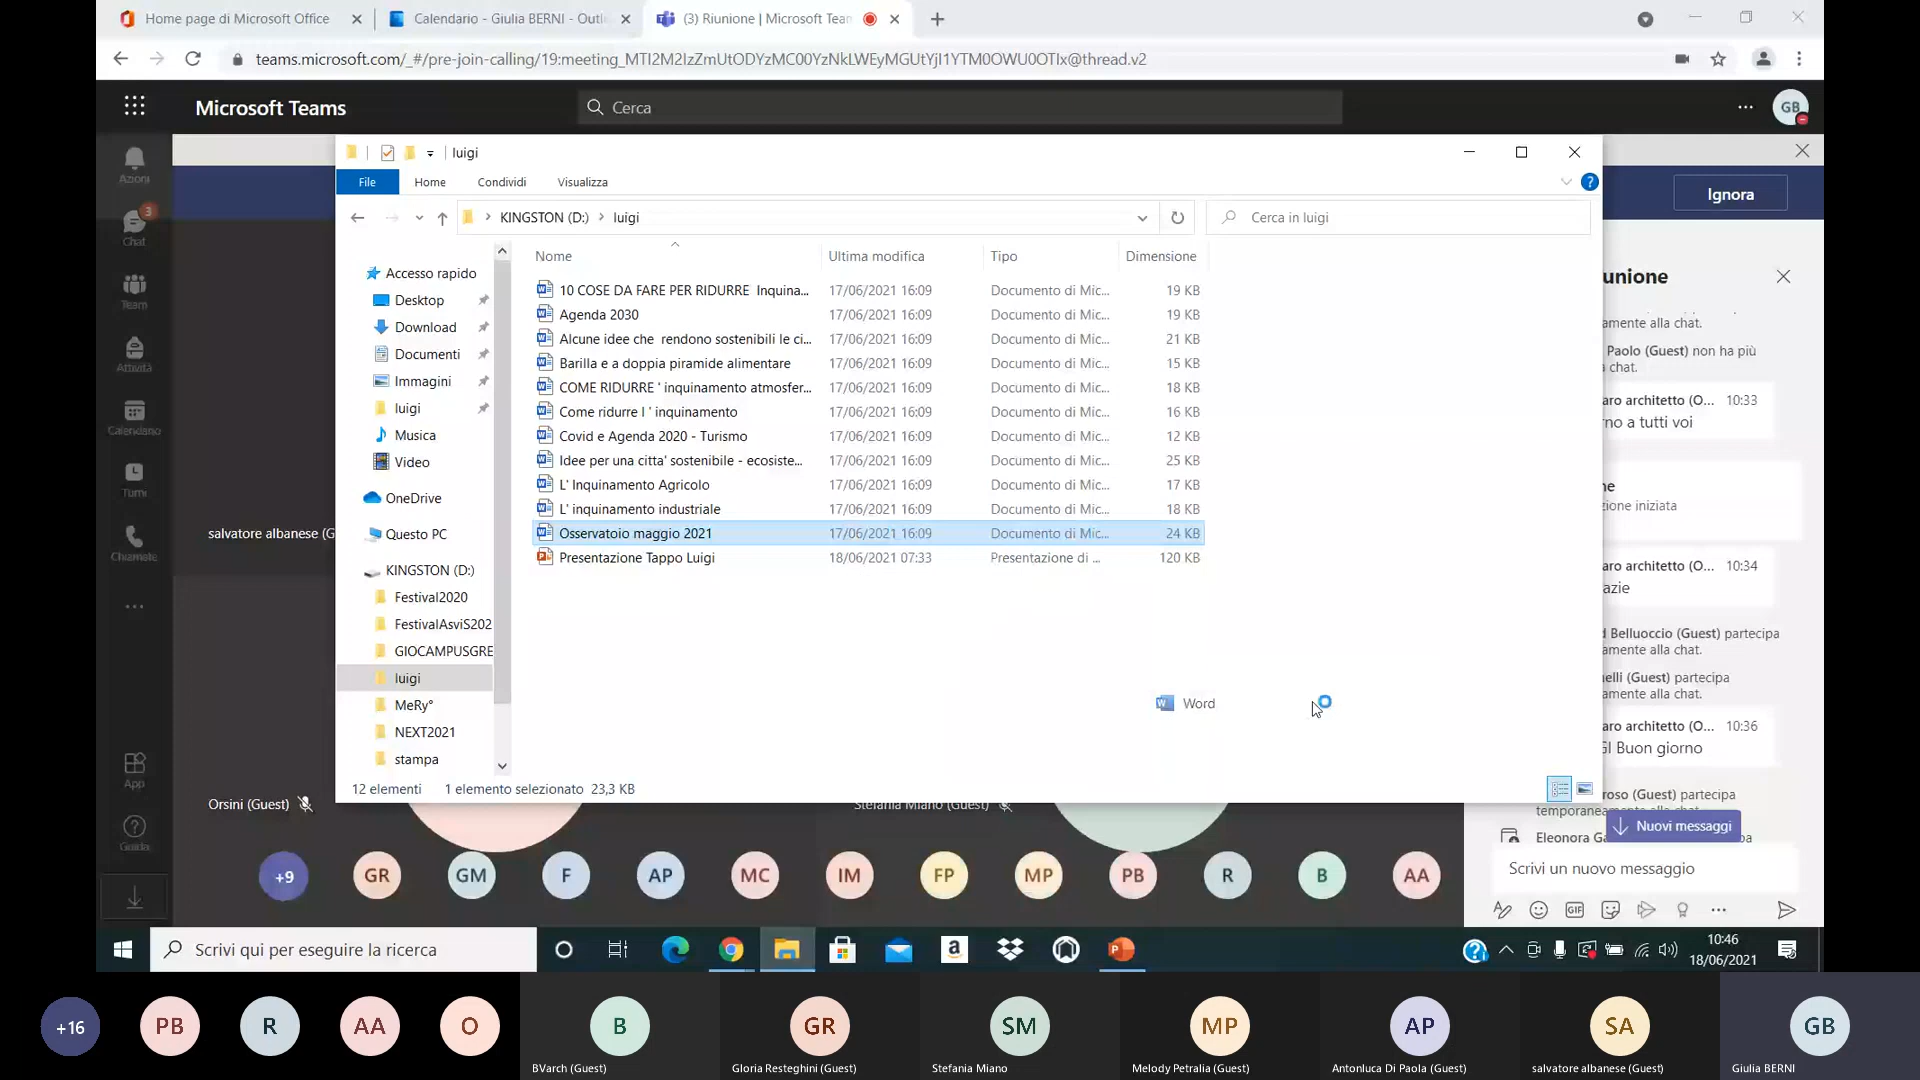 Home page di Microsoft Office
Calendario - Giulia BERNI - Outl
(3) Riunione | Microsoft Tean
teams.microsoft.com/_#/pre-join-calling/19:meeting_MTI2M2IzZmUtODYzMC00YzNkLWEyMGUtYjI1YTM0OWU0OTIx@thread.v2
Microsoft Teams
Cerca
GB
luigi
File Home Condividi Visualizza
Ignora
KINGSTON (D:) luigi
Cerca in luigi
Azioni
3
Chat
Team
Attività
Calendario
Turni
Chiamate
App
Guida
Accesso rapido
Desktop
Download
Documenti
Immagini
luigi
Musica
Video
OneDrive
Questo PC
KINGSTON (D:)
Festival2020
FestivalAsviS202
GIOCAMPUSGRE
luigi
MeRy°
NEXT2021
stampa
Nome Ultima modifica Tipo Dimensione
10 COSE DA FARE PER RIDURRE Inquina... 17/06/2021 16:09 Documento di Mic... 19 KB
Agenda 2030 17/06/2021 16:09 Documento di Mic... 19 KB
Alcune idee che rendono sostenibili le ci... 17/06/2021 16:09 Documento di Mic... 21 KB
Barilla e a doppia piramide alimentare 17/06/2021 16:09 Documento di Mic... 15 KB
COME RIDURRE ' inquinamento atmosfer... 17/06/2021 16:09 Documento di Mic... 18 KB
Come ridurre l ' inquinamento 17/06/2021 16:09 Documento di Mic... 16 KB
Covid e Agenda 2020 - Turismo 17/06/2021 16:09 Documento di Mic... 12 KB
Idee per una citta' sostenibile - ecosiste... 17/06/2021 16:09 Documento di Mic... 25 KB
L' Inquinamento Agricolo 17/06/2021 16:09 Documento di Mic... 17 KB
L' inquinamento industriale 17/06/2021 16:09 Documento di Mic... 18 KB
Osservatoio maggio 2021 17/06/2021 16:09 Documento di Mic... 24 KB
Presentazione Tappo Luigi 18/06/2021 07:33 Presentazione di ... 120 KB
Word
12 elementi 1 elemento selezionato 23,3 KB
salvatore albanese (G
Orsini (Guest)
Stefania Miano (Guest)
unione
amente alla chat.
Paolo (Guest) non ha più
a chat.
aro architetto (O... 10:33
rno a tutti voi
ne
zione iniziata
aro architetto (O... 10:34
azie
d Belluoccio (Guest) partecipa
amente alla chat.
nelli (Guest) partecipa
amente alla chat.
aro architetto (O... 10:36
GI Buon giorno
roso (Guest) partecipa
temporaneamente alla chat.
Eleonora Ga
Nuovi messaggi
Scrivi un nuovo messaggio
GIF
+9 GR GM F AP MC IM FP MP PB R B AA
Scrivi qui per eseguire la ricerca
10:46
18/06/2021
+16 PB R AA O B GR SM MP AP SA GB
BVarch (Guest) Gloria Resteghini (Guest) Stefania Miano Melody Petralia (Guest) Antonluca Di Paola (Guest) salvatore albanese (Guest) Giulia BERNI